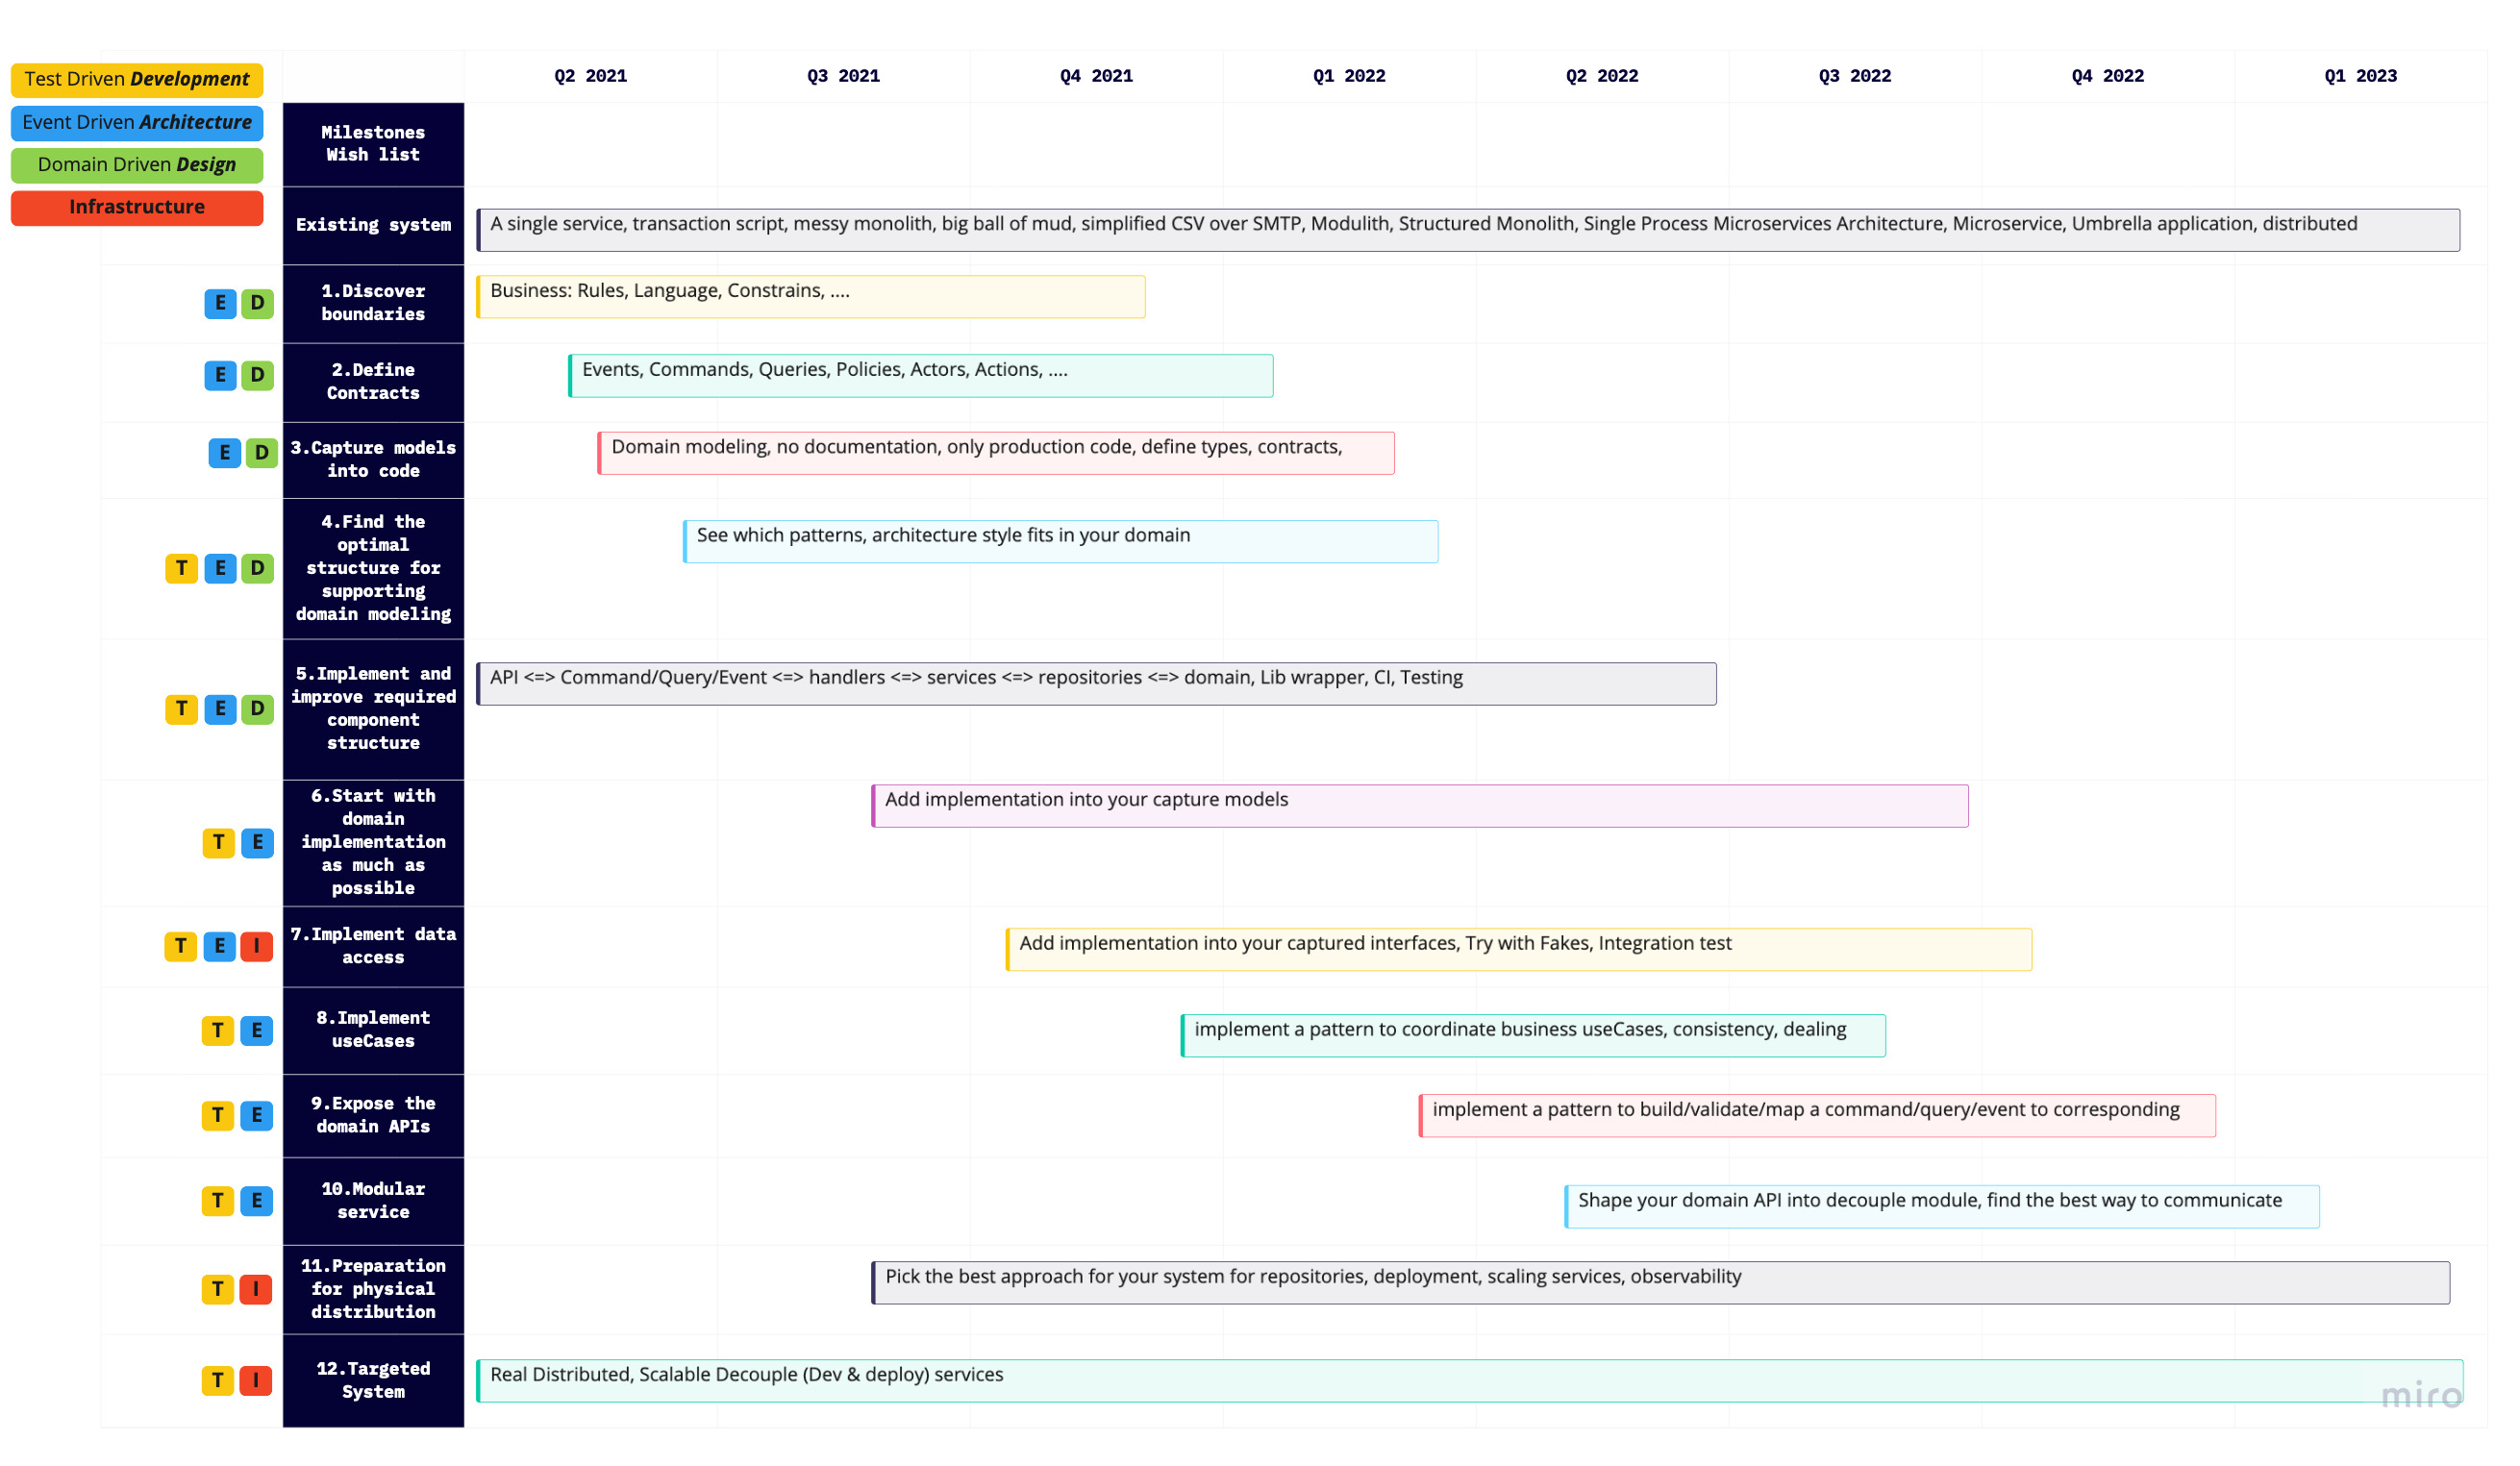 Q2 2021 Q3 2021 Q4 2021 Q1 2022 Q2 2022 Q3 2022 Q4 2022 Q1 2023
Test Driven Development
Event Driven Architecture
Domain Driven Design
Infrastructure
Milestones
Wish list
Existing system
A single service, transaction script, messy monolith, big ball of mud, simplified CSV over SMTP, Modulith, Structured Monolith, Single Process Microservices Architecture, Microservice, Umbrella application, distributed
E D
1.Discover
boundaries
Business: Rules, Language, Constrains, ....
E D
2.Define
Contracts
Events, Commands, Queries, Policies, Actors, Actions, ....
E D
3.Capture models
into code
Domain modeling, no documentation, only production code, define types, contracts,
T E D
4.Find the
optimal
structure for
supporting
domain modeling
See which patterns, architecture style fits in your domain
T E D
5.Implement and
improve required
component
structure
API <=> Command/Query/Event <=> handlers <=> services <=> repositories <=> domain, Lib wrapper, CI, Testing
T E
6.Start with
domain
implementation
as much as
possible
Add implementation into your capture models
T E I
7.Implement data
access
Add implementation into your captured interfaces, Try with Fakes, Integration test
T E
8.Implement
useCases
implement a pattern to coordinate business useCases, consistency, dealing
T E
9.Expose the
domain APIs
implement a pattern to build/validate/map a command/query/event to corresponding
T E
10.Modular
service
Shape your domain API into decouple module, find the best way to communicate
T I
11.Preparation
for physical
distribution
Pick the best approach for your system for repositories, deployment, scaling services, observability
T I
12.Targeted
System
Real Distributed, Scalable Decouple (Dev & deploy) services
miro